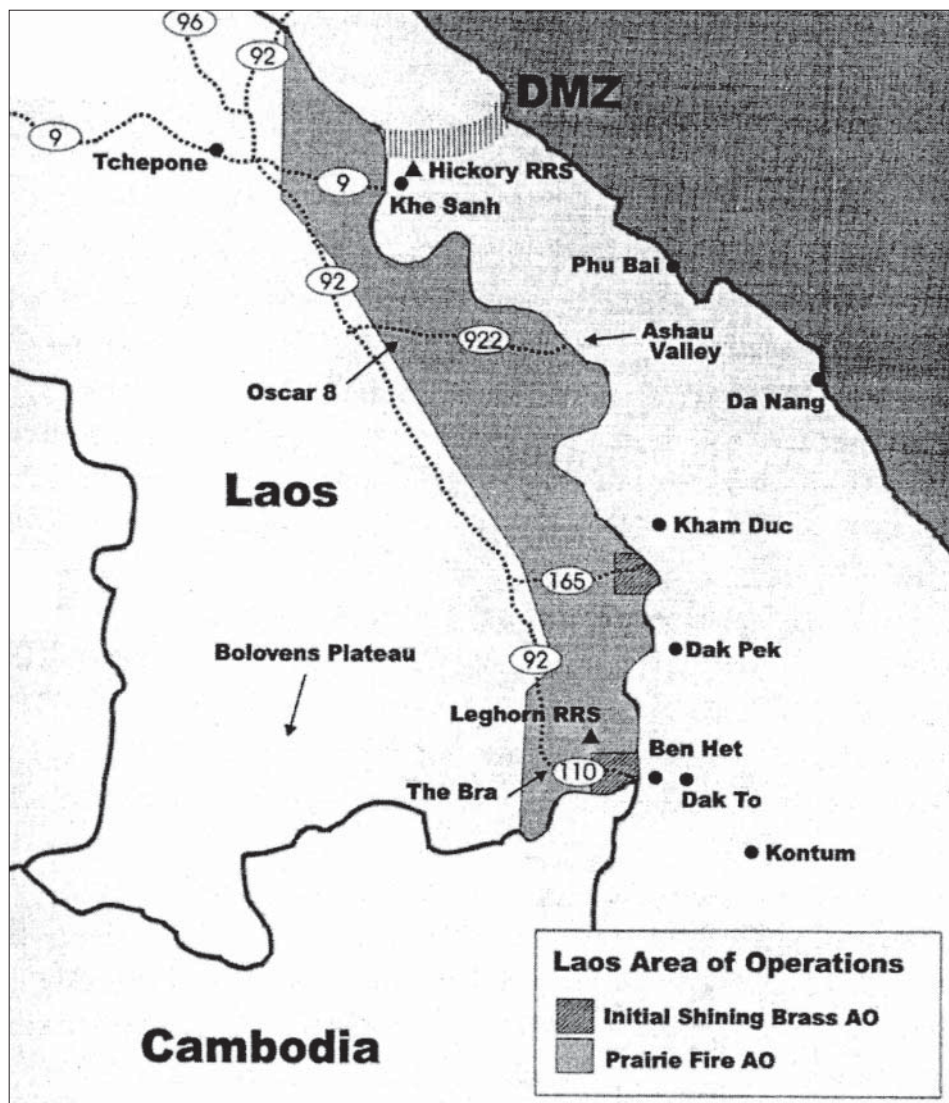 96
92
DMZ
9
Tchepone
Hickory RRS
9
Khe Sanh
Phu Bai
92
922
Ashau
Valley
Oscar 8
Da Nang
Laos
Kham Duc
165
Bolovens Plateau
92
Dak Pek
Leghorn RRS
Ben Het
The Bra
110
Dak To
Kontum
Laos Area of Operations
Initial Shining Brass AO
Prairie Fire AO
Cambodia